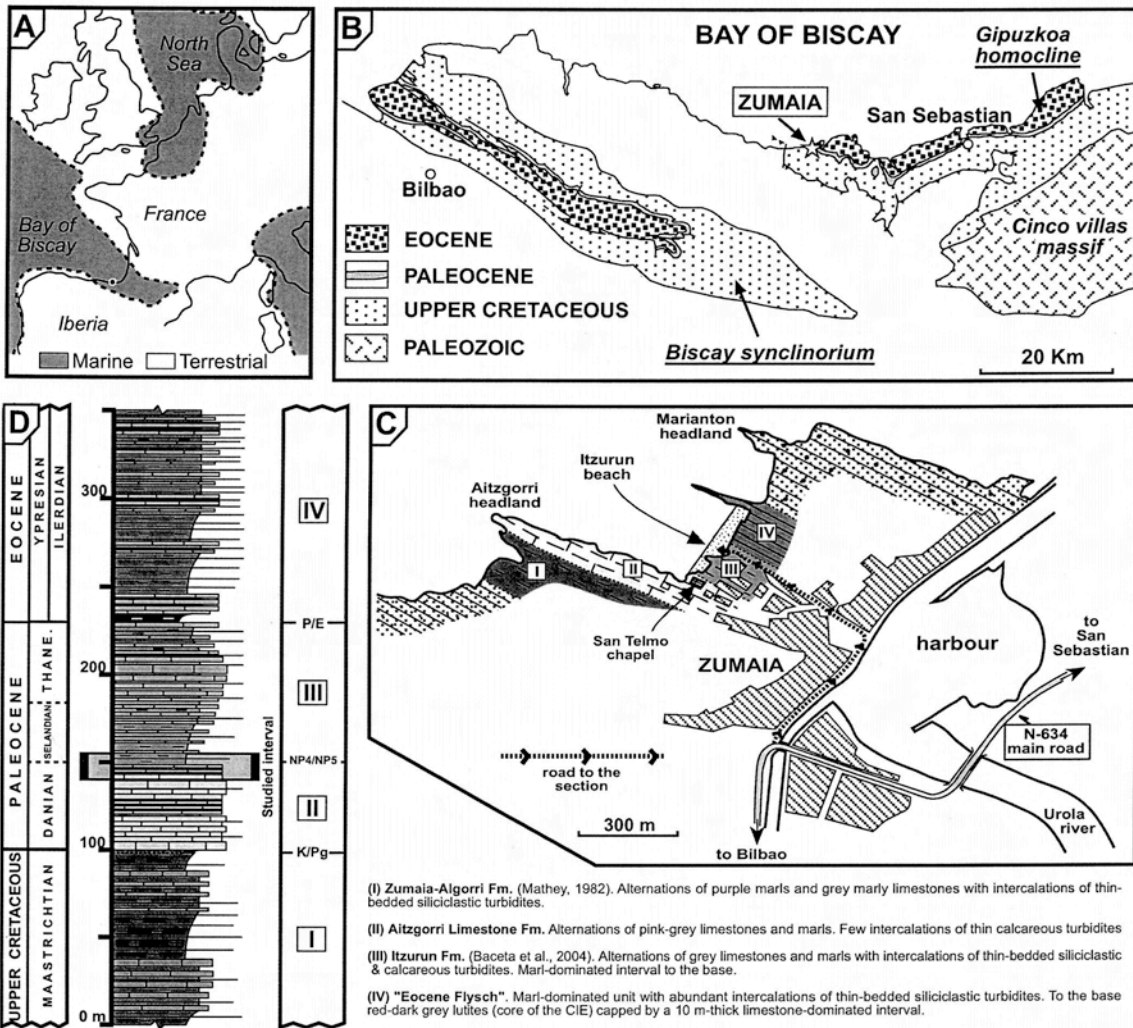 A
North
Sea
Bay of
Biscay
France
Iberia
Marine
Terrestrial
B
BAY OF BISCAY
Gipuzkoa
homocline
ZUMAIA
San Sebastian
Bilbao
Cinco villas
massif
EOCENE
PALEOCENE
UPPER CRETACEOUS
PALEOZOIC
Biscay synclinorium
20 Km
D
EOCENE
YPRESIAN
ILERDIAN
PALEOCENE
THANE.
SELANDIAN
DANIAN
UPPER CRETACEOUS
MAASTRICHTIAN
300
200
100
0 m
Studied interval
IV
P/E
III
NP4/NP5
II
K/Pg
I
C
Marianton
headland
Itzurun
beach
Aitzgorri
headland
IV
III
II
I
San Telmo
chapel
ZUMAIA
harbour
to
San
Sebastian
N-634
main road
road to the
section
300 m
Urola
river
to Bilbao
(I) Zumaia-Algorri Fm. (Mathey, 1982). Alternations of purple marls and grey marly limestones with intercalations of thin-
bedded siliciclastic turbidites.
(II) Aitzgorri Limestone Fm. Alternations of pink-grey limestones and marls. Few intercalations of thin calcareous turbidites
(III) Itzurun Fm. (Baceta et al., 2004). Alternations of grey limestones and marls with intercalations of thin-bedded siliciclastic
& calcareous turbidites. Marl-dominated interval to the base.
(IV) "Eocene Flysch". Marl-dominated unit with abundant intercalations of thin-bedded siliciclastic turbidites. To the base
red-dark grey lutites (core of the CIE) capped by a 10 m-thick limestone-dominated interval.